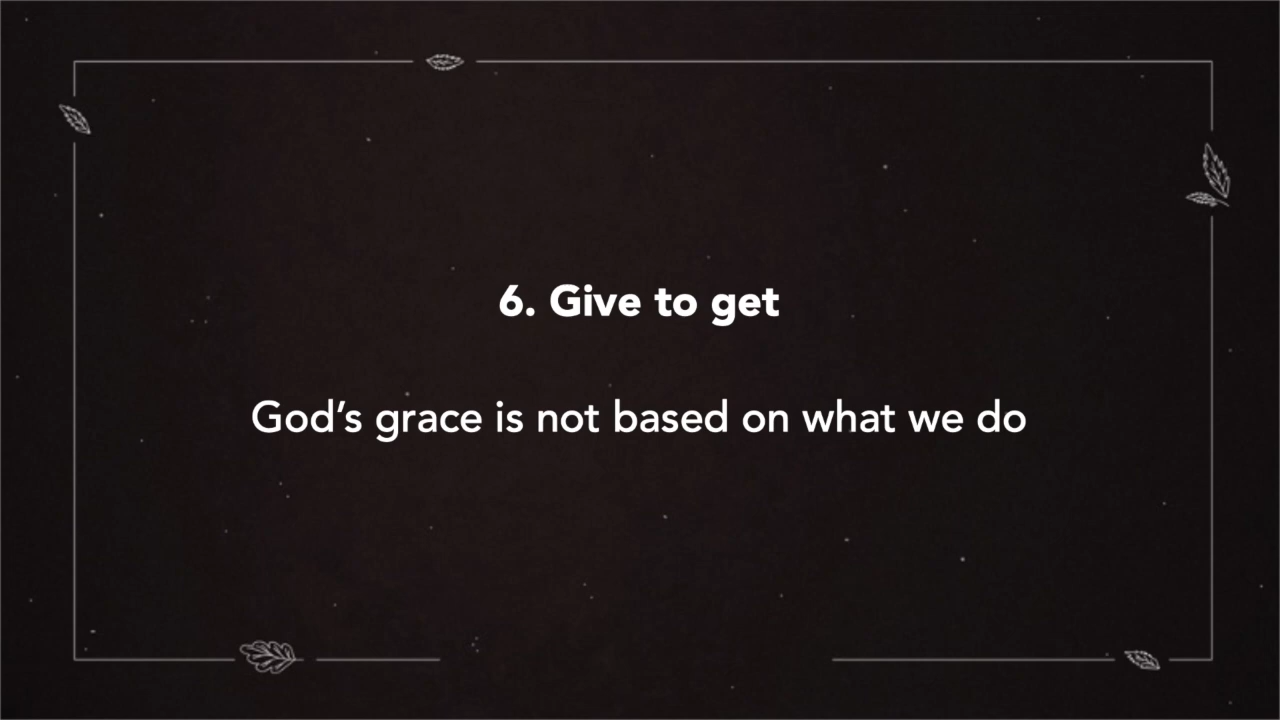 6. Give to get
God’s grace is not based on what we do